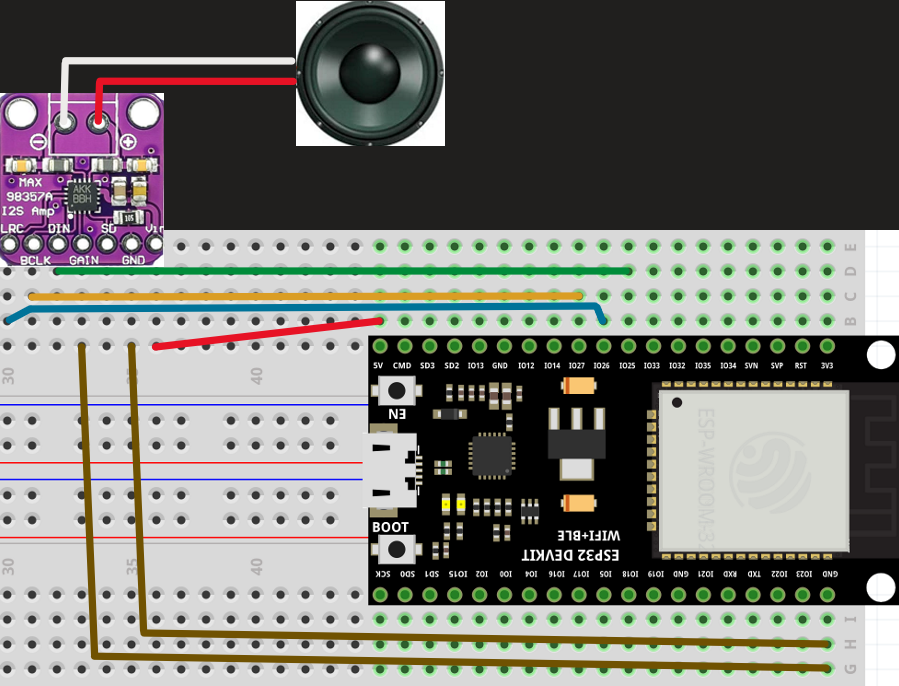 AKK
BBH
MAX
98357A
I2S Amp
105
LRC DIN SD Vin
BCLK GAIN GND
E
D
C
B
5V CMD SD3 SD2 IO13 GND IO12 IO14 IO27 IO26 IO25 IO33 IO32 IO35 IO34 SVN SVP RST 3V3
30 35 40
EN
ESP-WROOM-32
BOOT
WIFI+BLE
ESP32 DEVKIT
30 35 40
SCK SD0 SD1 IO15 IO2 IO0 IO4 IO16 IO17 IO5 IO18 IO19 GND IO21 RXD TXD IO22 IO23 GND
I
H
G